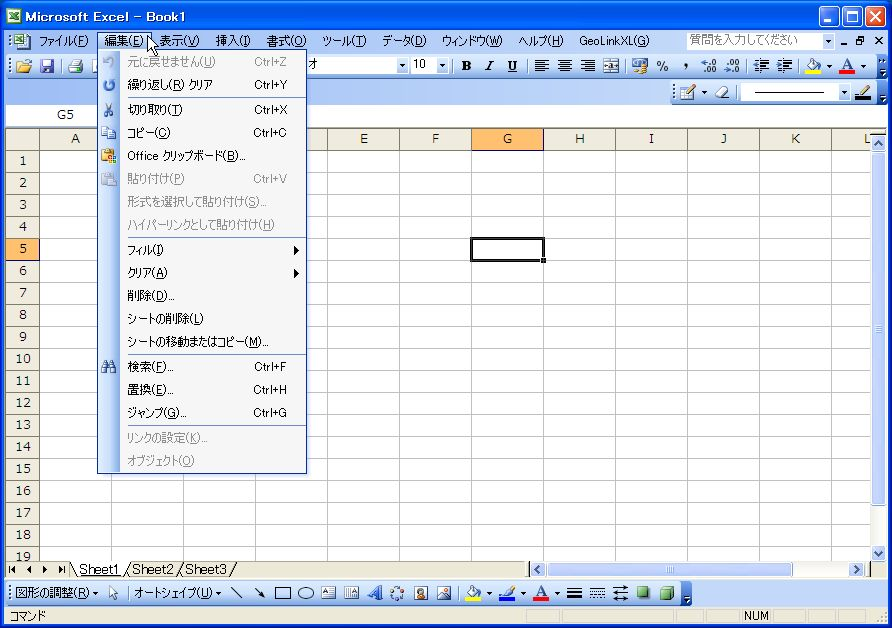 Microsoft Excel - Book1
ファイル(F) 編集(E) 表示(V) 挿入(I) 書式(O) ツール(T) データ(D) ウィンドウ(W) ヘルプ(H) GeoLinkXL(G) 質問を入力してください
オ 10 B I U % ,
G5
A E F G H I J K L
元に戻せません(U) Ctrl+Z
繰り返し(R) クリア Ctrl+Y
切り取り(T) Ctrl+X
コピー(C) Ctrl+C
Office クリップボード(B)...
貼り付け(P) Ctrl+V
形式を選択して貼り付け(S)...
ハイパーリンクとして貼り付け(H)
フィル(I)
クリア(A)
削除(D)...
シートの削除(L)
シートの移動またはコピー(M)...
検索(F)... Ctrl+F
置換(E)... Ctrl+H
ジャンプ(G)... Ctrl+G
リンクの設定(K)...
オブジェクト(O)
1
2
3
4
5
6
7
8
9
10
11
12
13
14
15
16
17
18
19
Sheet1 Sheet2 Sheet3
図形の調整(R) オートシェイプ(U) A A
コマンド NUM